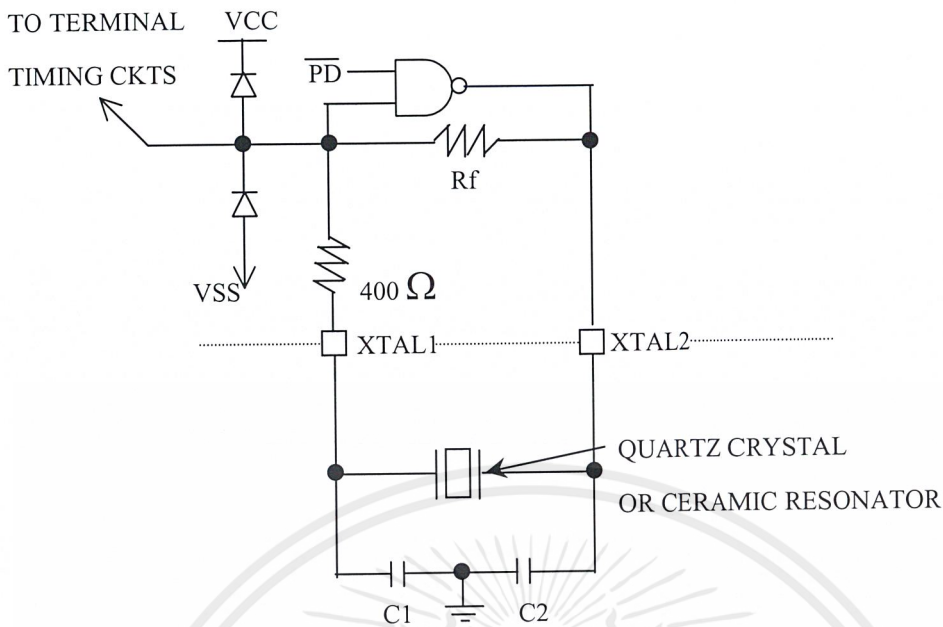 TO TERMINAL
VCC
TIMING CKTS
PD
Rf
400 Ω
VSS
XTAL1
XTAL2
QUARTZ CRYSTAL
OR CERAMIC RESONATOR
C1
C2